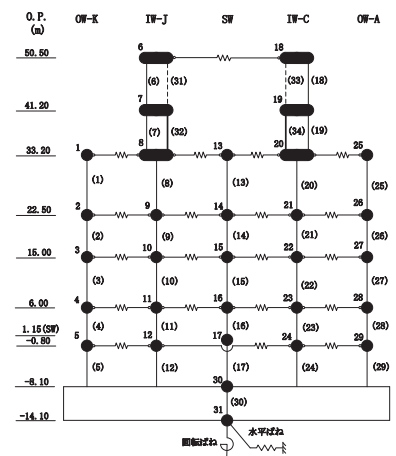 O.P.
(m)
OW-K IW-J SW IW-C OW-A
50.50 6 18
(6) (31) (33) (18)
41.20 7 19
(7) (32) (34) (19)
33.20 1 8 13 20 25
(1) (8) (13) (20) (25)
22.50 2 9 14 21 26
(2) (9) (14) (21) (26)
15.00 3 10 15 22 27
(3) (10) (15) (22) (27)
6.00 4 11 16 23 28
1.15(SW) (4) (11) (16) (23) (28)
-0.80 5 12 17 24 29
(5) (12) (17) (24) (29)
-8.10 30
(30)
-14.10 31
水平ばね
回転ばね